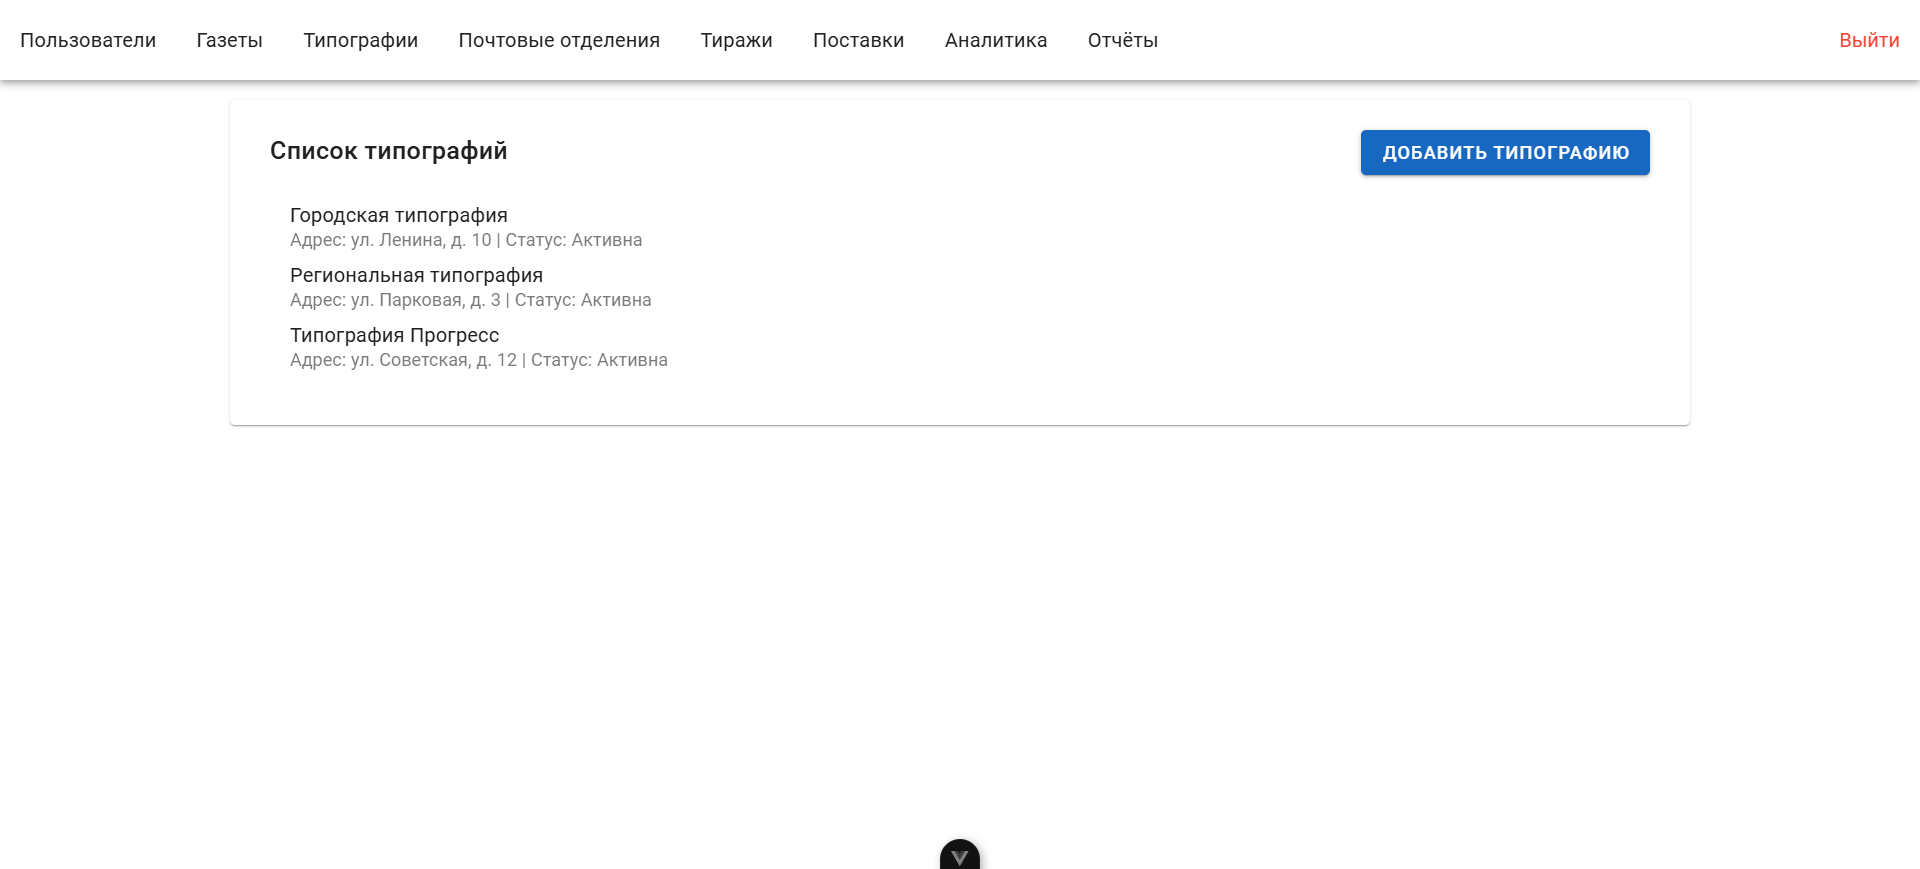 Пользователи Газеты Типографии Почтовые отделения Тиражи Поставки Аналитика Отчёты Выйти
Список типографий ДОБАВИТЬ ТИПОГРАФИЮ
Городская типография
Адрес: ул. Ленина, д. 10 | Статус: Активна
Региональная типография
Адрес: ул. Парковая, д. 3 | Статус: Активна
Типография Прогресс
Адрес: ул. Советская, д. 12 | Статус: Активна